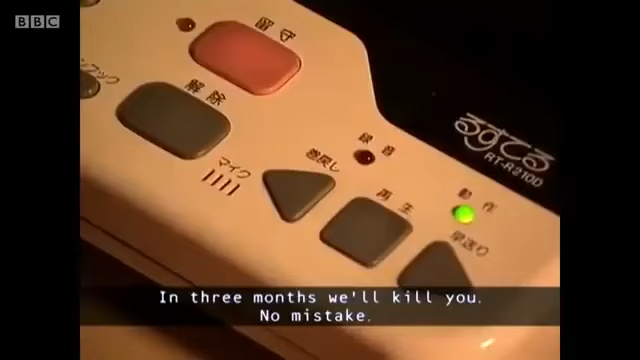 BBC
留守
解除
録音
るすてる
RT-R210D
巻戻し
マイク
再生
動作
早送り
In three months we'll kill you.
No mistake.